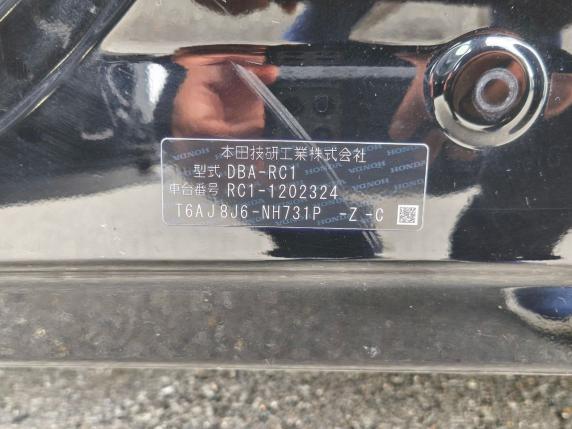 本田技研工業株式会社
型式 DBA-RC1
車台番号 RC1-1202324
T6AJ8J6-NH731P -Z-C